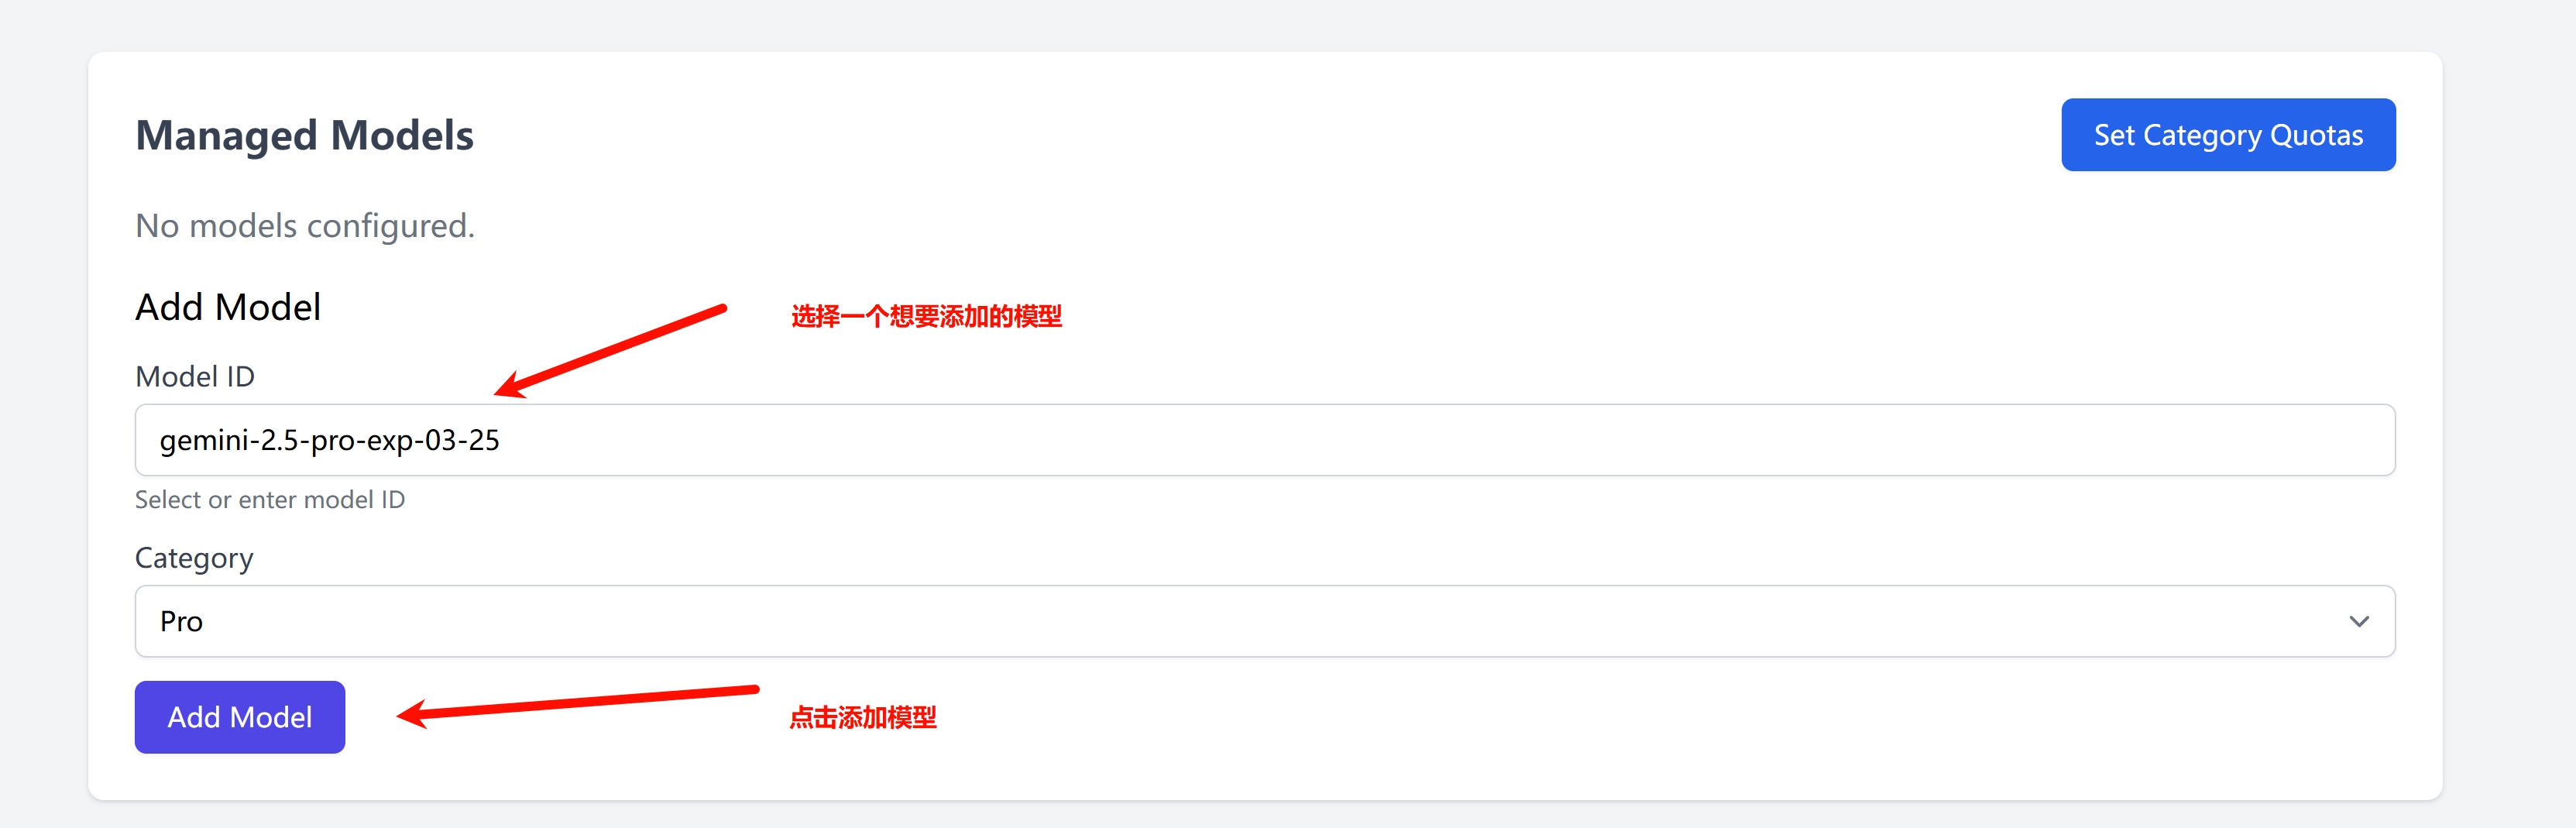 Managed Models
Set Category Quotas
No models configured.
Add Model
选择一个想要添加的模型
Model ID
gemini-2.5-pro-exp-03-25
Select or enter model ID
Category
Pro
Add Model
点击添加模型